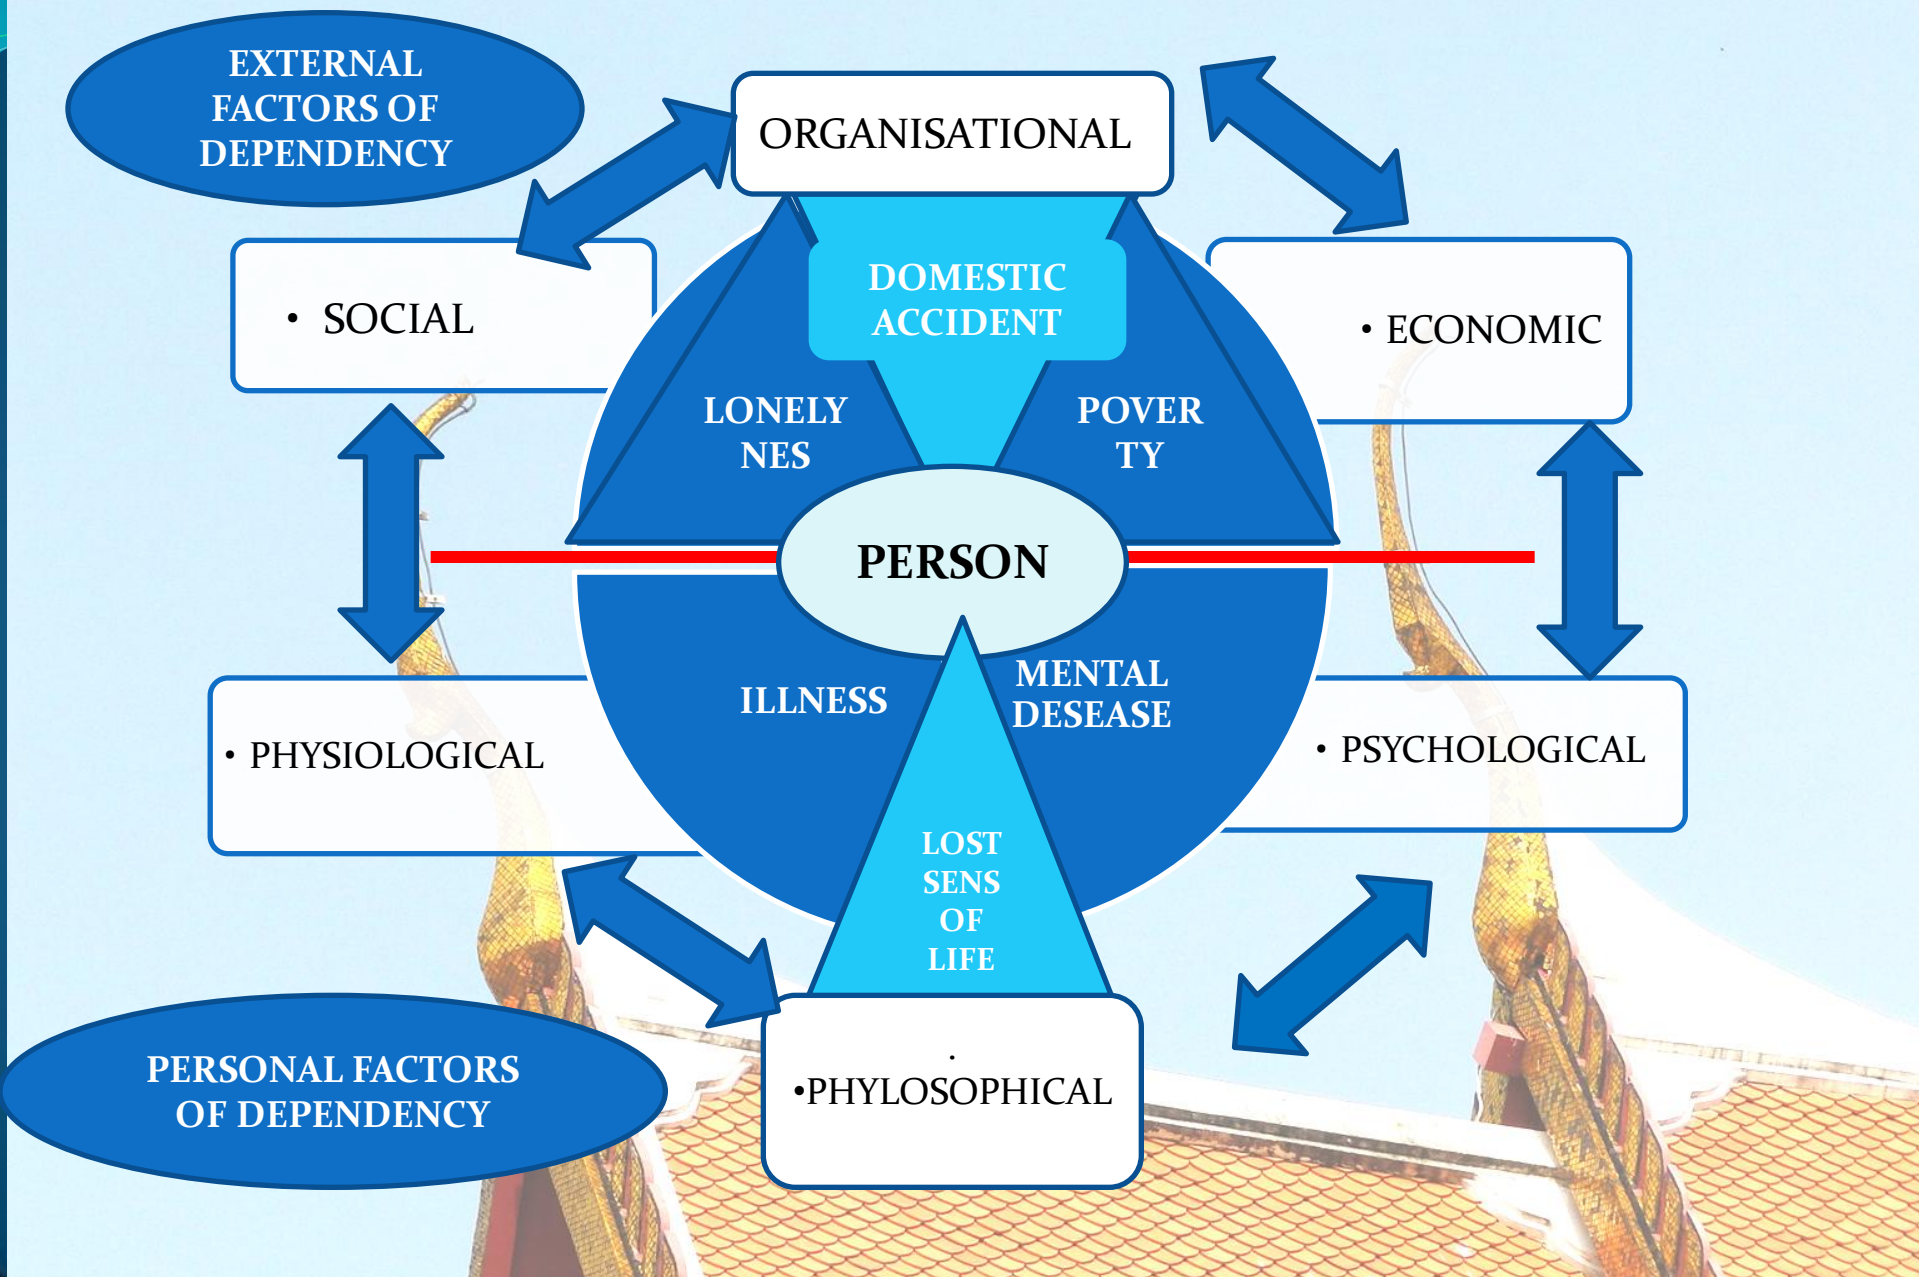 EXTERNAL
FACTORS OF
DEPENDENCY
ORGANISATIONAL
• SOCIAL
DOMESTIC
ACCIDENT
• ECONOMIC
LONELY
NES
POVER
TY
PERSON
ILLNESS
MENTAL
DESEASE
• PHYSIOLOGICAL
• PSYCHOLOGICAL
LOST
SENS
OF
LIFE
PERSONAL FACTORS
OF DEPENDENCY
•
•PHYLOSOPHICAL